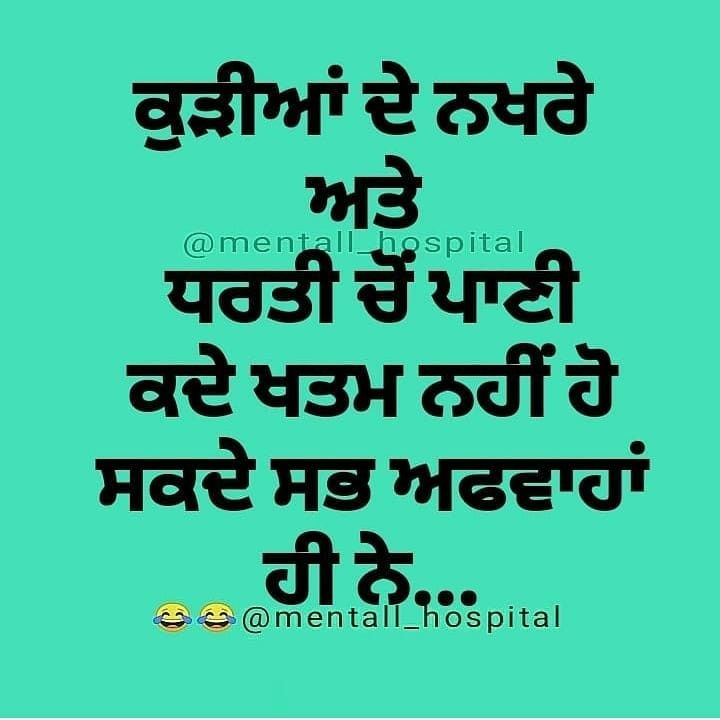 ਕੁੜੀਆਂ ਦੇ ਨਖਰੇ
ਅਤੇ
@mentall_hospital
ਧਰਤੀ ਚੋਂ ਪਾਣੀ
ਕਦੇ ਖਤਮ ਨਹੀਂ ਹੋ
ਸਕਦੇ ਸਭ ਅਫਵਾਹਾਂ
ਹੀ ਨੇ...
😂😂@mentall_hospital